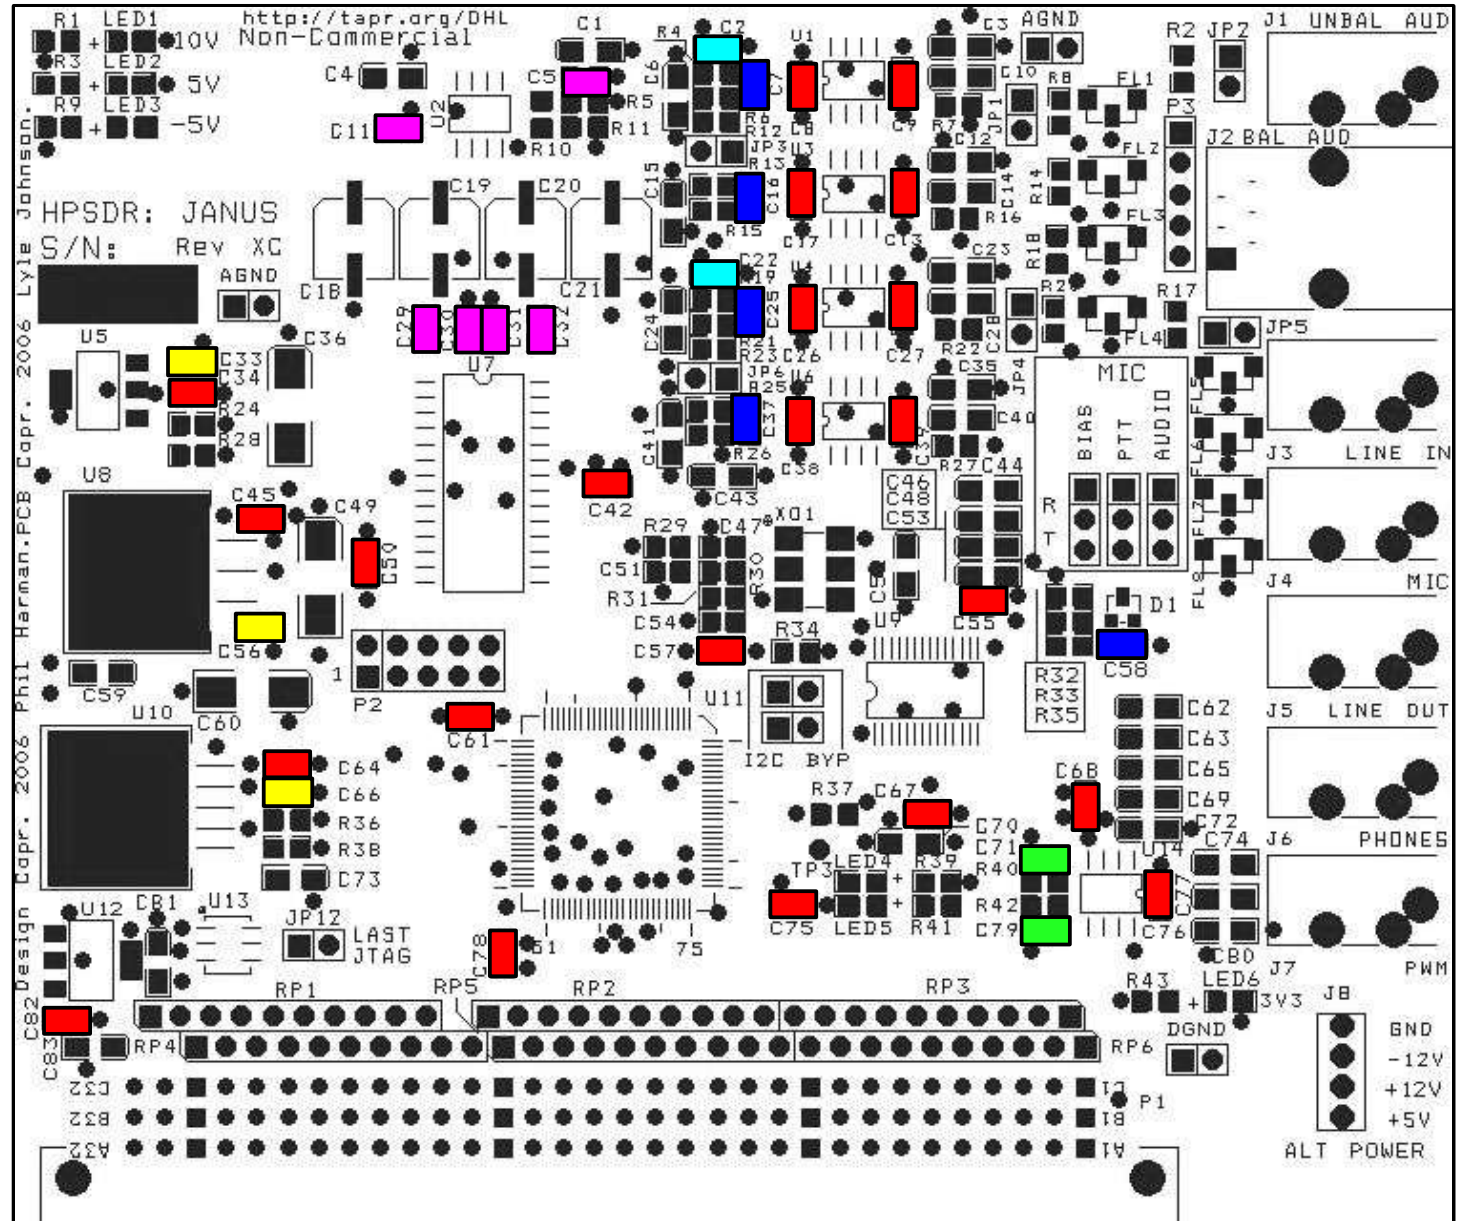 http://tapr.org/OHL
Non-Commercial
R1 LED1
+ 10V
R3 LED2
+ 5V
R9 LED3
+ -5V
C4
C11
U2
C1
C5
R5
R11
R10
R4 C2
C6
C7
R6
R12
JP3
R13
U1
C8
C9
C3
AGND
C10
R7
JP1
R8
FL1
R2 JP2
P3
J1 UNBAL AUD
J2 BAL AUD
HPSDR: JANUS
S/N: Rev XC
AGND
C18
C19
C20
C21
C15
C16
R15
U3
C17
C13
C12
C14
R16
R14
FL2
FL3
R18
C22
R19
C24
C25
R21
R23
JP6
R25
U4
C26
C27
C23
C28
R22
JP4
FL4
R17
JP5
U5
C33
C34
R24
R28
C36
C29
C30
C31
C32
U7
C41
C37
R26
C43
U6
C38
C39
C35
C40
R27
C44
MIC
BIAS
PTT
AUDIO
R
T
FL5
FL6
FL7
FL8
J3 LINE IN
J4 MIC
U8
C45
C49
C50
C56
C59
C60
C42
R29
C47
C51
R30
R31
C54
C57
R34
XO1
C46
C48
C53
C55
U9
D1
C58
R32
R33
R35
1
P2
U10
C61
U11
I2C BYP
C62
C63
C65
C69
C72
J5 LINE OUT
C64
C66
R36
R38
C73
R37
C67
C68
C70
C71
C74
J6 PHONES
TP3
LED4 + R39
R40
R42
C79
LED5 + R41
C75
U14
C77
C76
C80
U12
C81
U13
JP12
LAST
JTAG
C78
51
75
J7 PWM
C82
C83
RP1
RP5
RP2
RP3
RP4
RP6
R43 LED6
+ 3V3
DGND
J8
GND
-12V
+12V
+5V
ALT POWER
C32
B32
A32
C1
B1
A1
P1
Design Copr. 2006 Phil Harman.PCB Copr. 2006 Lyle Johnson.